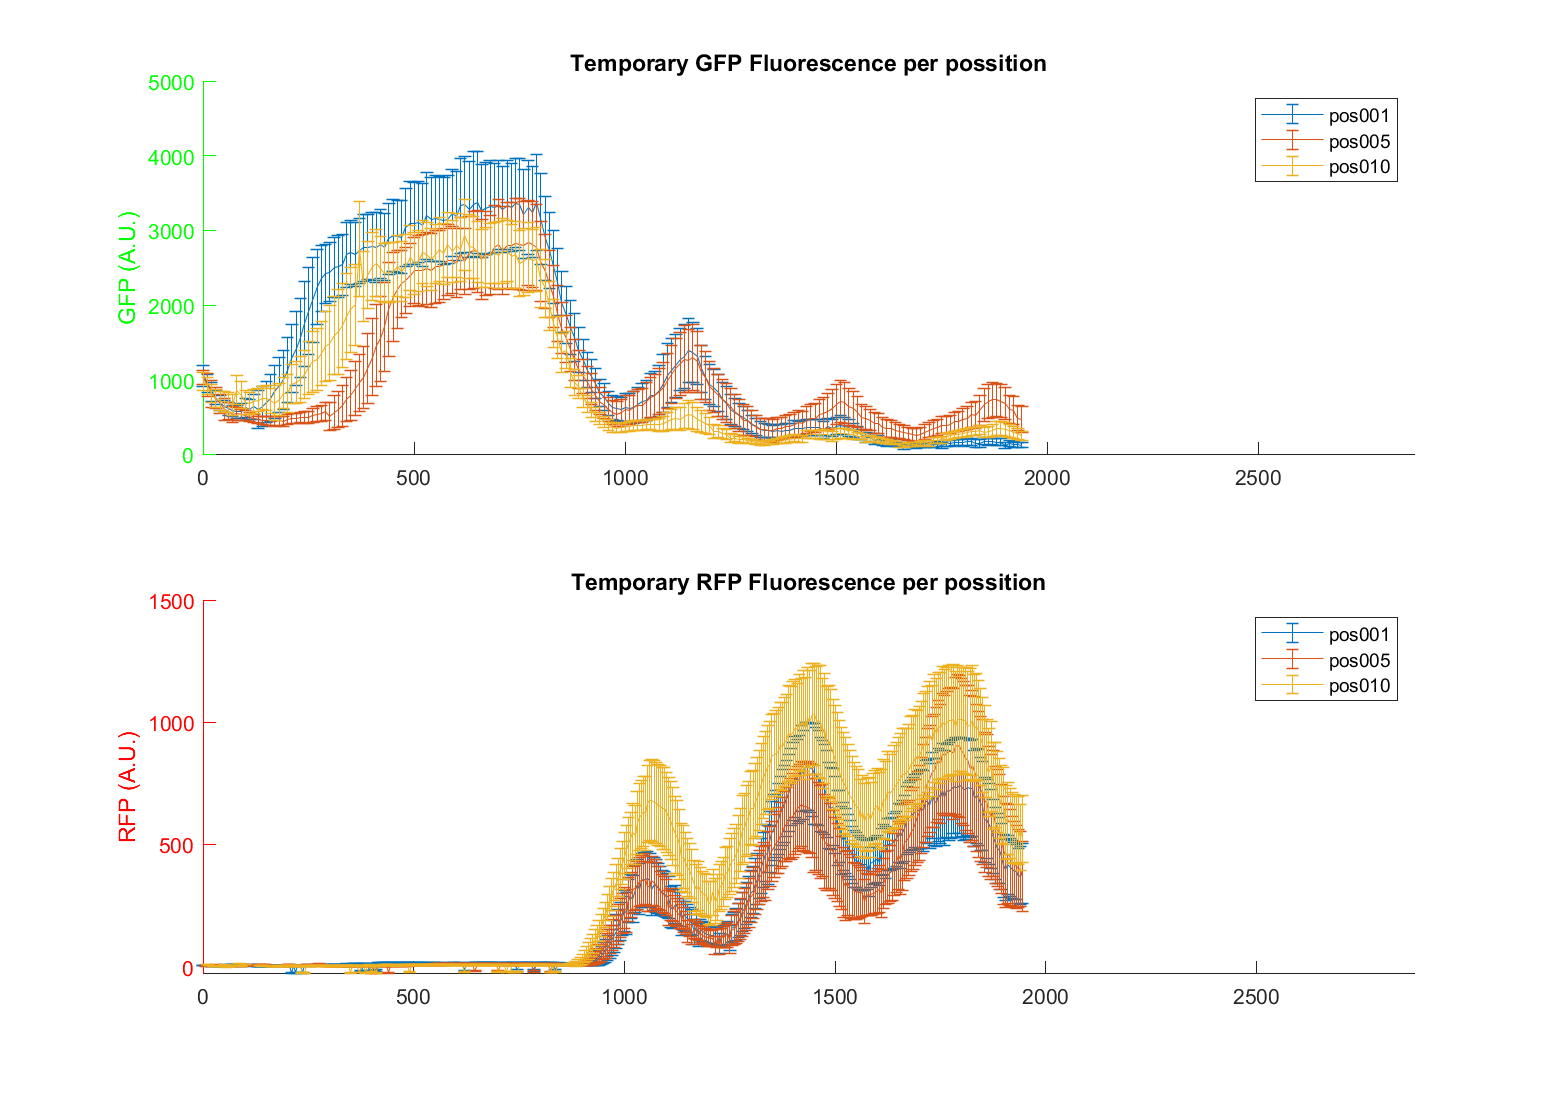 Temporary GFP Fluorescence per possition
5000
4000
3000
2000
1000
0
GFP (A.U.)
0 500 1000 1500 2000 2500
pos001
pos005
pos010
Temporary RFP Fluorescence per possition
1500
1000
500
0
RFP (A.U.)
0 500 1000 1500 2000 2500
pos001
pos005
pos010